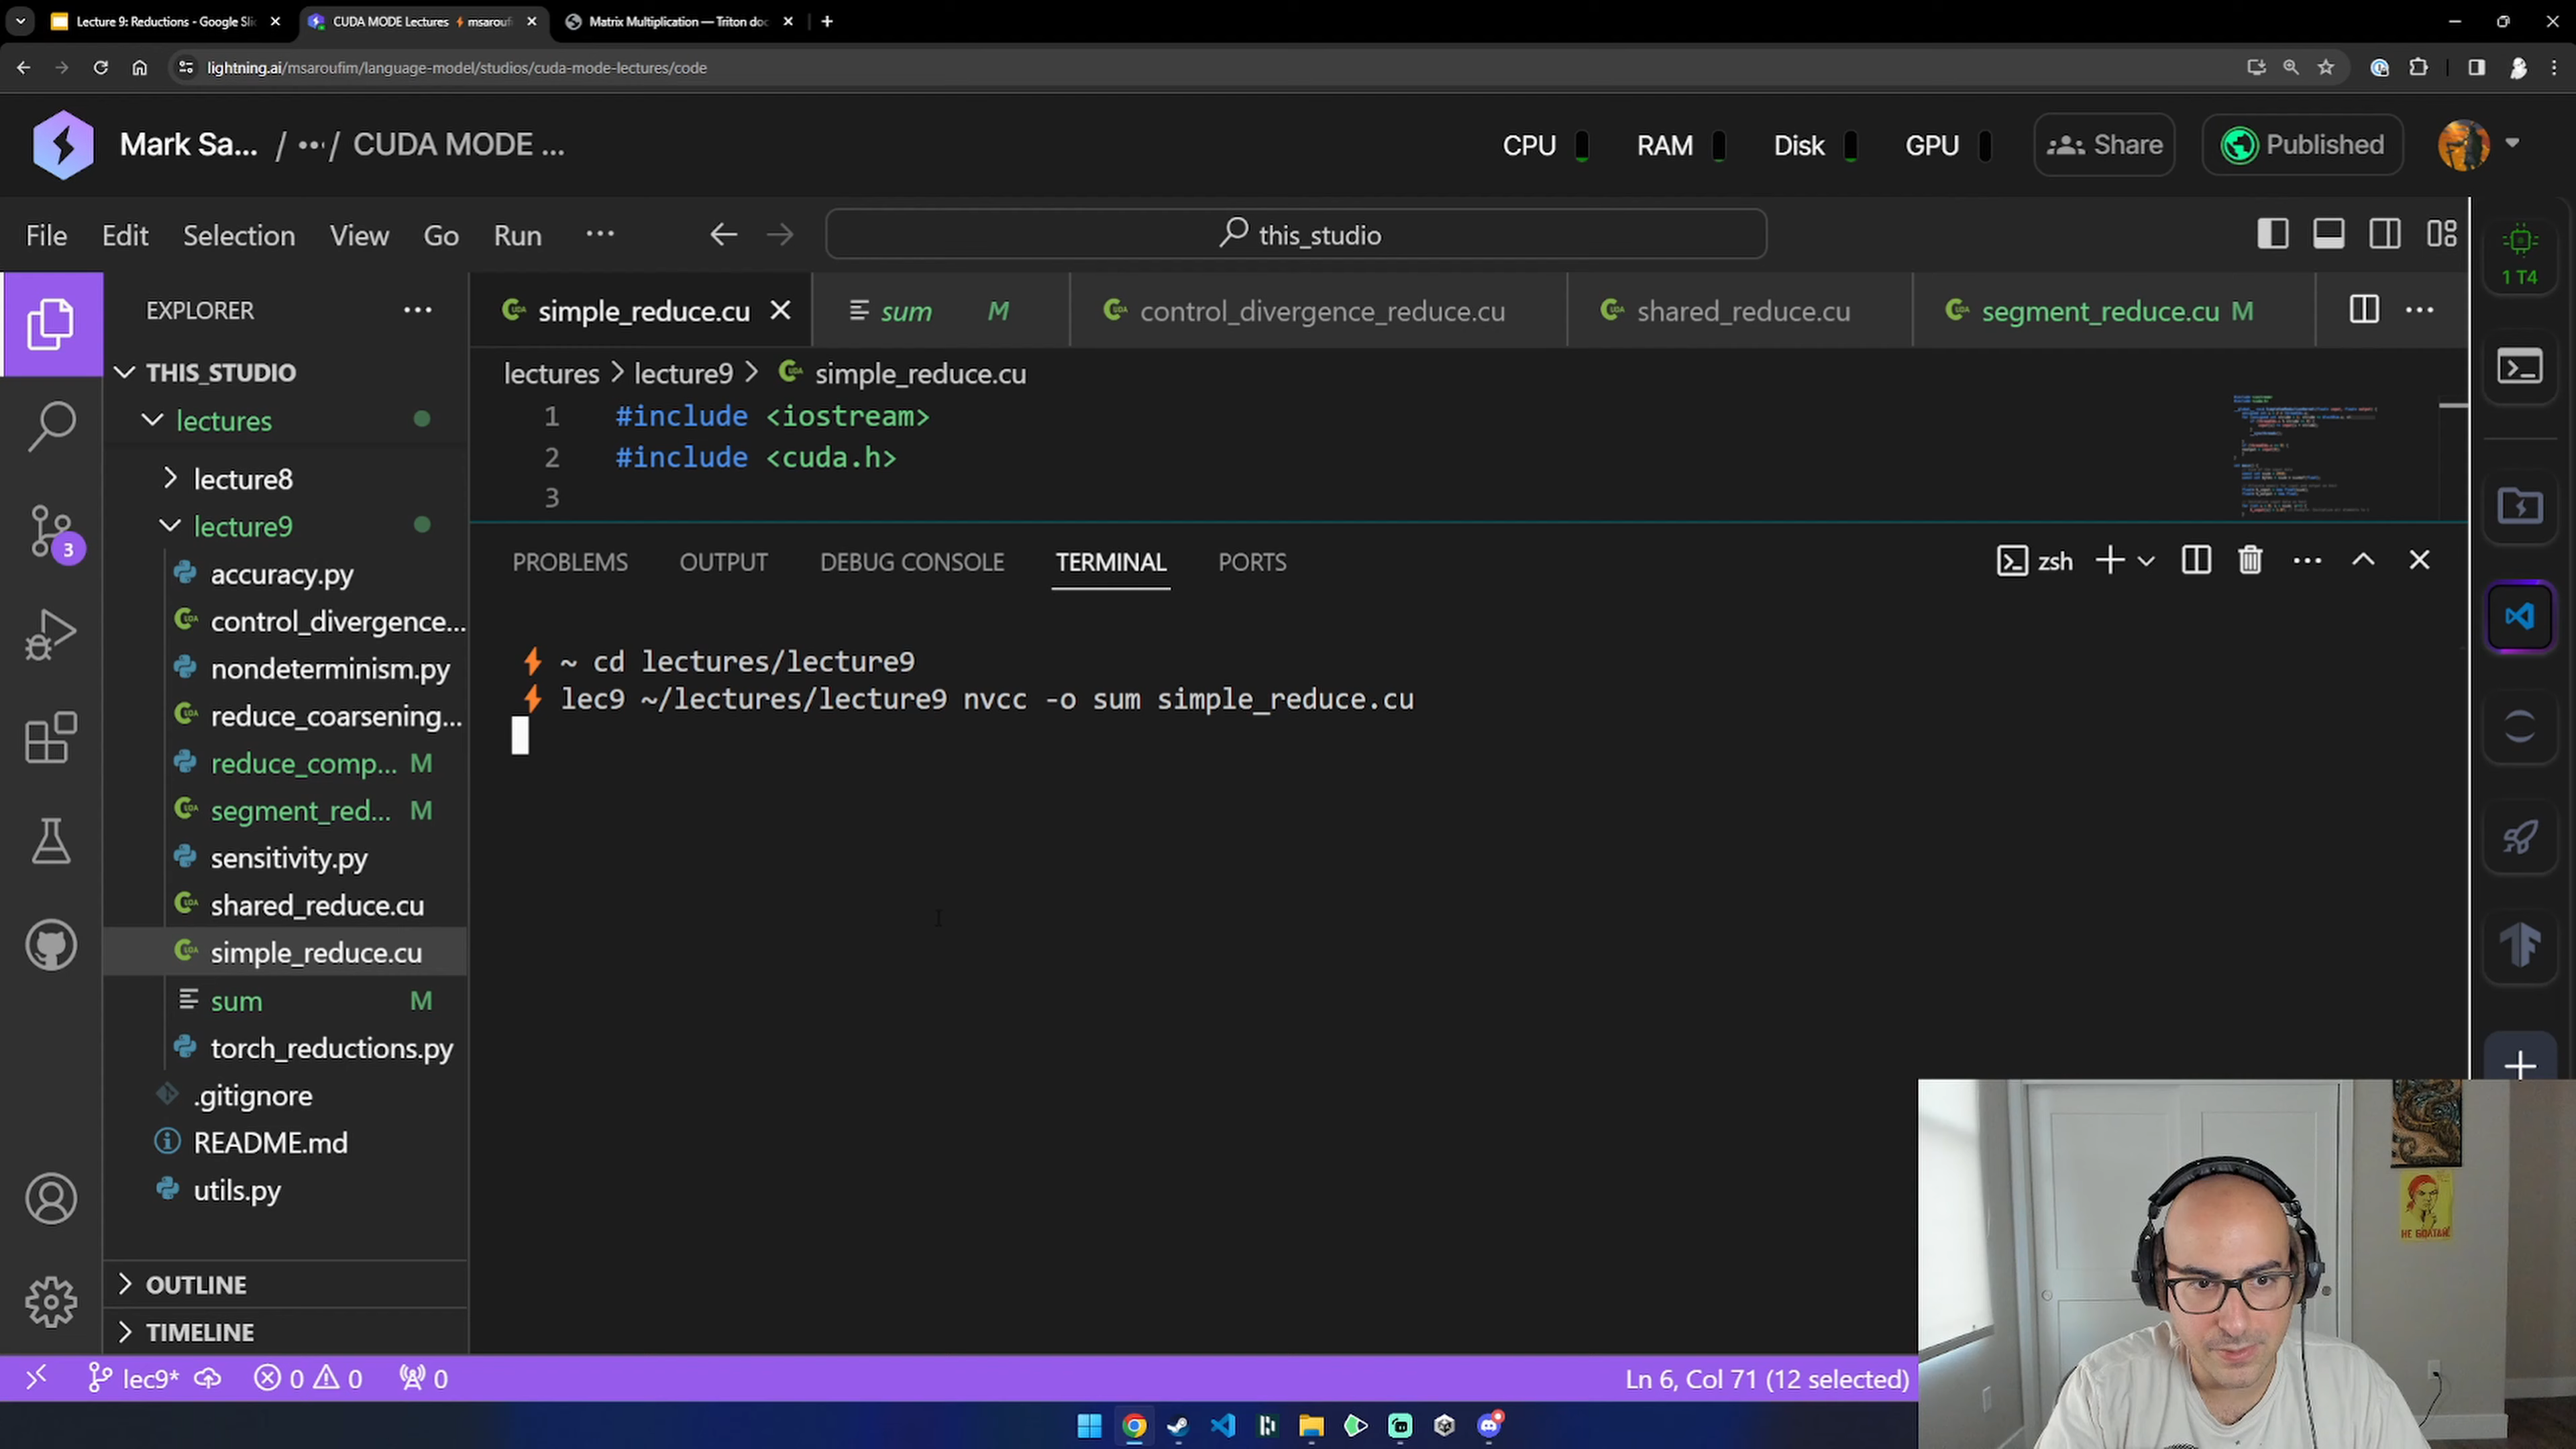 Lecture 9: Reductions - Google Sli
CUDA MODE Lectures ⚡ msaroufi
Matrix Multiplication — Triton doc
lightning.ai/msaroufim/language-model/studios/cuda-mode-lectures/code
Mark Sa... / ··· / CUDA MODE ...
CPU
RAM
Disk
GPU
Share
Published
File Edit Selection View Go Run ···
this_studio
1 T4
EXPLORER
simple_reduce.cu
sum M
control_divergence_reduce.cu
shared_reduce.cu
segment_reduce.cu M
THIS_STUDIO
lectures
lecture8
lecture9
accuracy.py
control_divergence...
nondeterminism.py
reduce_coarsening...
reduce_comp... M
segment_red... M
sensitivity.py
shared_reduce.cu
simple_reduce.cu
sum M
torch_reductions.py
.gitignore
README.md
utils.py
OUTLINE
TIMELINE
3
lectures > lecture9 > simple_reduce.cu
1 #include <iostream>
2 #include <cuda.h>
3
PROBLEMS OUTPUT DEBUG CONSOLE TERMINAL PORTS
zsh
⚡ ~ cd lectures/lecture9
⚡ lec9 ~/lectures/lecture9 nvcc -o sum simple_reduce.cu
НЕ БОЛТАЙ!
lec9* 0 0 0
Ln 6, Col 71 (12 selected)